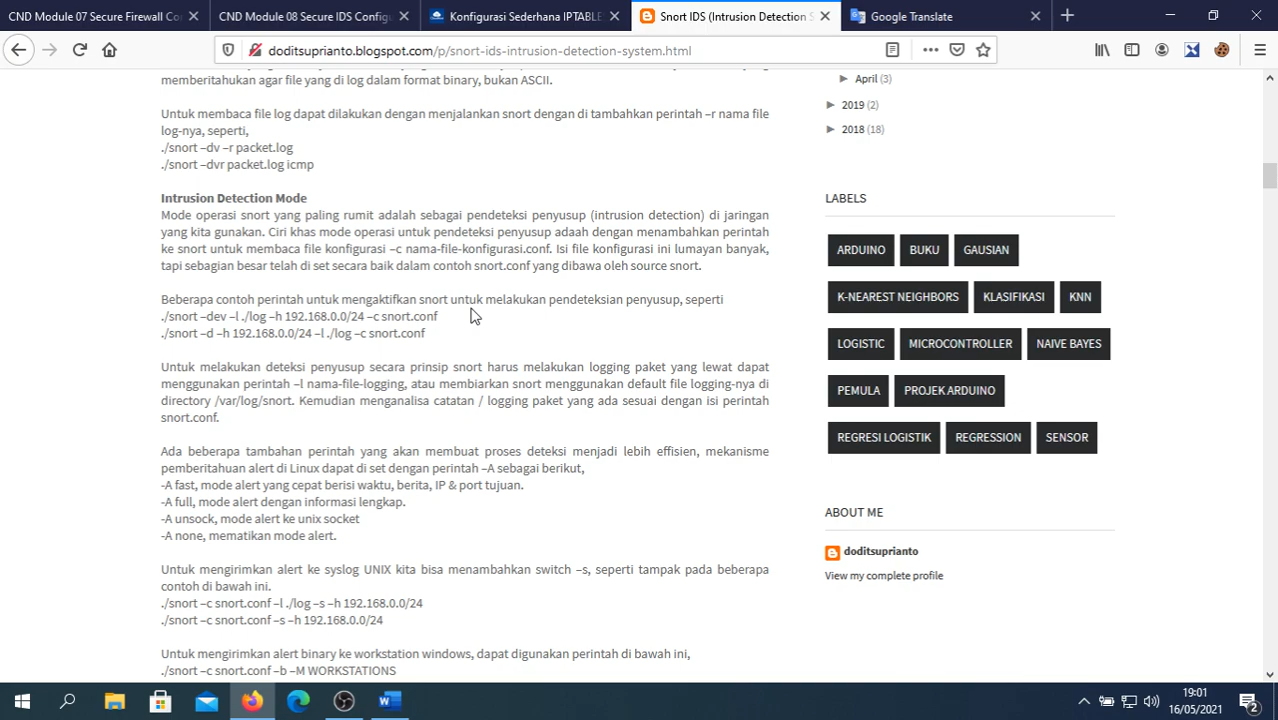 CND Module 07 Secure Firewall Co
CND Module 08 Secure IDS Config
Konfigurasi Sederhana IPTABLE
Snort IDS (Intrusion Detection S
Google Translate
doditsuprianto.blogspot.com/p/snort-ids-intrusion-detection-system.html
memberitahukan agar file yang di log dalam format binary, bukan ASCII.
Untuk membaca file log dapat dilakukan dengan menjalankan snort dengan di tambahkan perintah –r nama file
log-nya, seperti,
./snort –dv –r packet.log
./snort –dvr packet.log icmp
Intrusion Detection Mode
Mode operasi snort yang paling rumit adalah sebagai pendeteksi penyusup (intrusion detection) di jaringan
yang kita gunakan. Ciri khas mode operasi untuk pendeteksi penyusup adaah dengan menambahkan perintah
ke snort untuk membaca file konfigurasi –c nama-file-konfigurasi.conf. Isi file konfigurasi ini lumayan banyak,
tapi sebagian besar telah di set secara baik dalam contoh snort.conf yang dibawa oleh source snort.
Beberapa contoh perintah untuk mengaktifkan snort untuk melakukan pendeteksian penyusup, seperti
./snort –dev –l ./log –h 192.168.0.0/24 –c snort.conf
./snort –d –h 192.168.0.0/24 –l ./log –c snort.conf
Untuk melakukan deteksi penyusup secara prinsip snort harus melakukan logging paket yang lewat dapat
menggunakan perintah –l nama-file-logging, atau membiarkan snort menggunakan default file logging-nya di
directory /var/log/snort. Kemudian menganalisa catatan / logging paket yang ada sesuai dengan isi perintah
snort.conf.
Ada beberapa tambahan perintah yang akan membuat proses deteksi menjadi lebih effisien, mekanisme
pemberitahuan alert di Linux dapat di set dengan perintah –A sebagai berikut,
-A fast, mode alert yang cepat berisi waktu, berita, IP & port tujuan.
-A full, mode alert dengan informasi lengkap.
-A unsock, mode alert ke unix socket
-A none, mematikan mode alert.
Untuk mengirimkan alert ke syslog UNIX kita bisa menambahkan switch –s, seperti tampak pada beberapa
contoh di bawah ini.
./snort –c snort.conf –l ./log –s –h 192.168.0.0/24
./snort –c snort.conf –s –h 192.168.0.0/24
Untuk mengirimkan alert binary ke workstation windows, dapat digunakan perintah di bawah ini,
./snort –c snort.conf –b –M WORKSTATIONS
April (3)
2019 (2)
2018 (18)
LABELS
ARDUINO
BUKU
GAUSIAN
K-NEAREST NEIGHBORS
KLASIFIKASI
KNN
LOGISTIC
MICROCONTROLLER
NAIVE BAYES
PEMULA
PROJEK ARDUINO
REGRESI LOGISTIK
REGRESSION
SENSOR
ABOUT ME
doditsuprianto
View my complete profile
19:01
16/05/2021
2